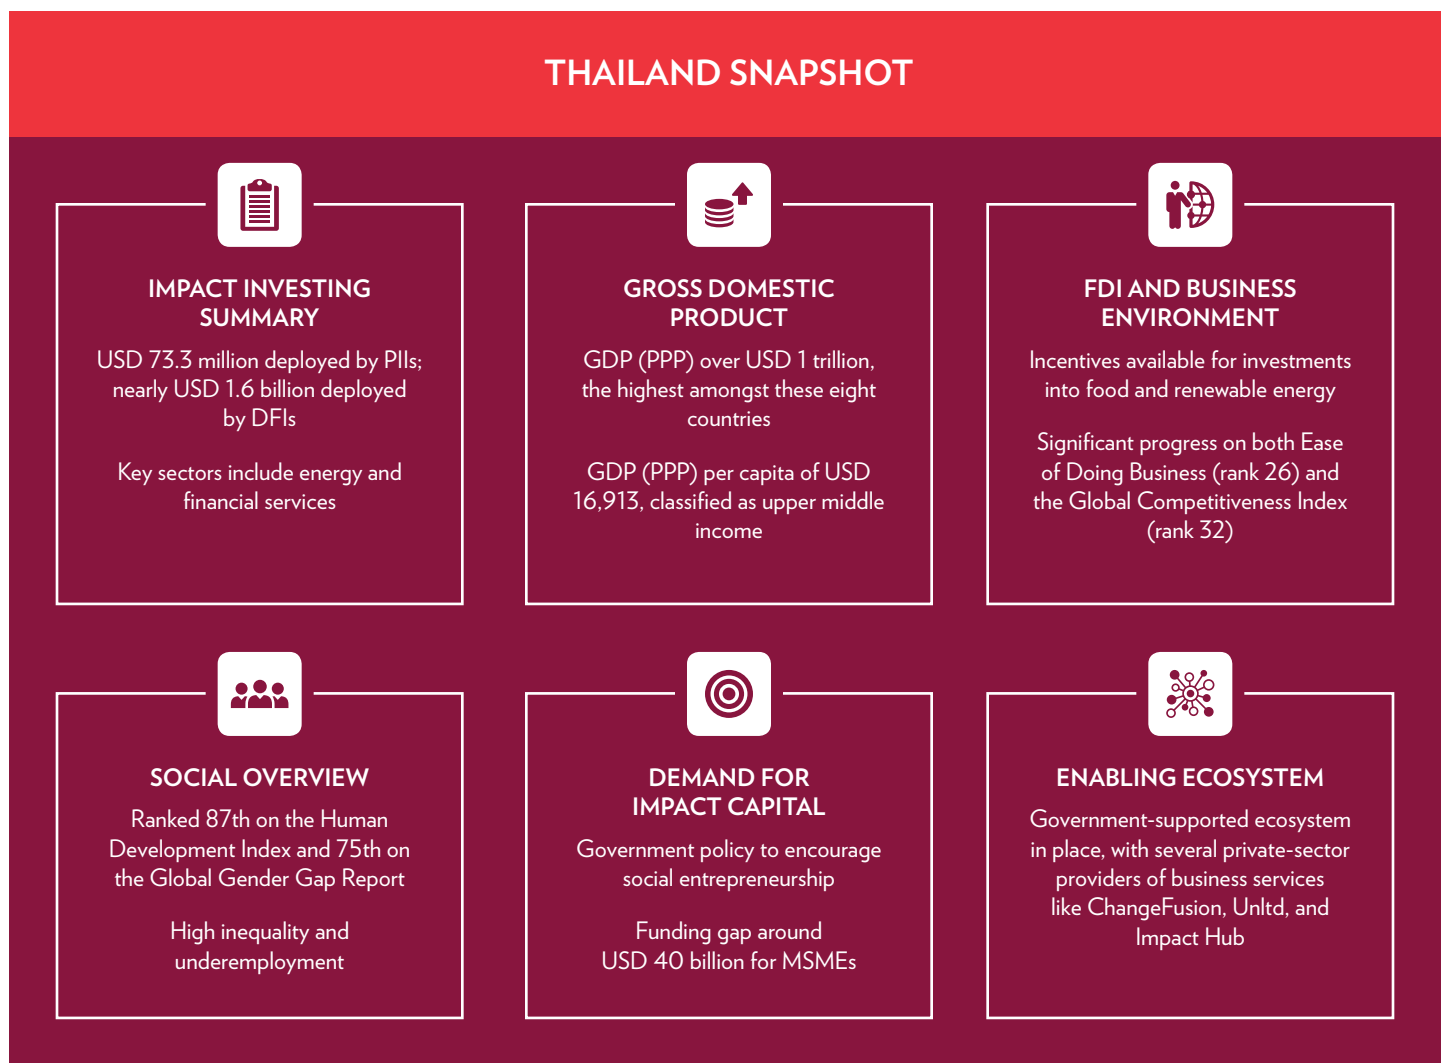 THAILAND SNAPSHOT
IMPACT INVESTING
SUMMARY
USD 73.3 million deployed by PIIs;
nearly USD 1.6 billion deployed
by DFIs
Key sectors include energy and
financial services
GROSS DOMESTIC
PRODUCT
GDP (PPP) over USD 1 trillion,
the highest amongst these eight
countries
GDP (PPP) per capita of USD
16,913, classified as upper middle
income
FDI AND BUSINESS
ENVIRONMENT
Incentives available for investments
into food and renewable energy
Significant progress on both Ease
of Doing Business (rank 26) and
the Global Competitiveness Index
(rank 32)
SOCIAL OVERVIEW
Ranked 87th on the Human
Development Index and 75th on
the Global Gender Gap Report
High inequality and
underemployment
DEMAND FOR
IMPACT CAPITAL
Government policy to encourage
social entrepreneurship
Funding gap around
USD 40 billion for MSMEs
ENABLING ECOSYSTEM
Government-supported ecosystem
in place, with several private-sector
providers of business services
like ChangeFusion, Unltd, and
Impact Hub